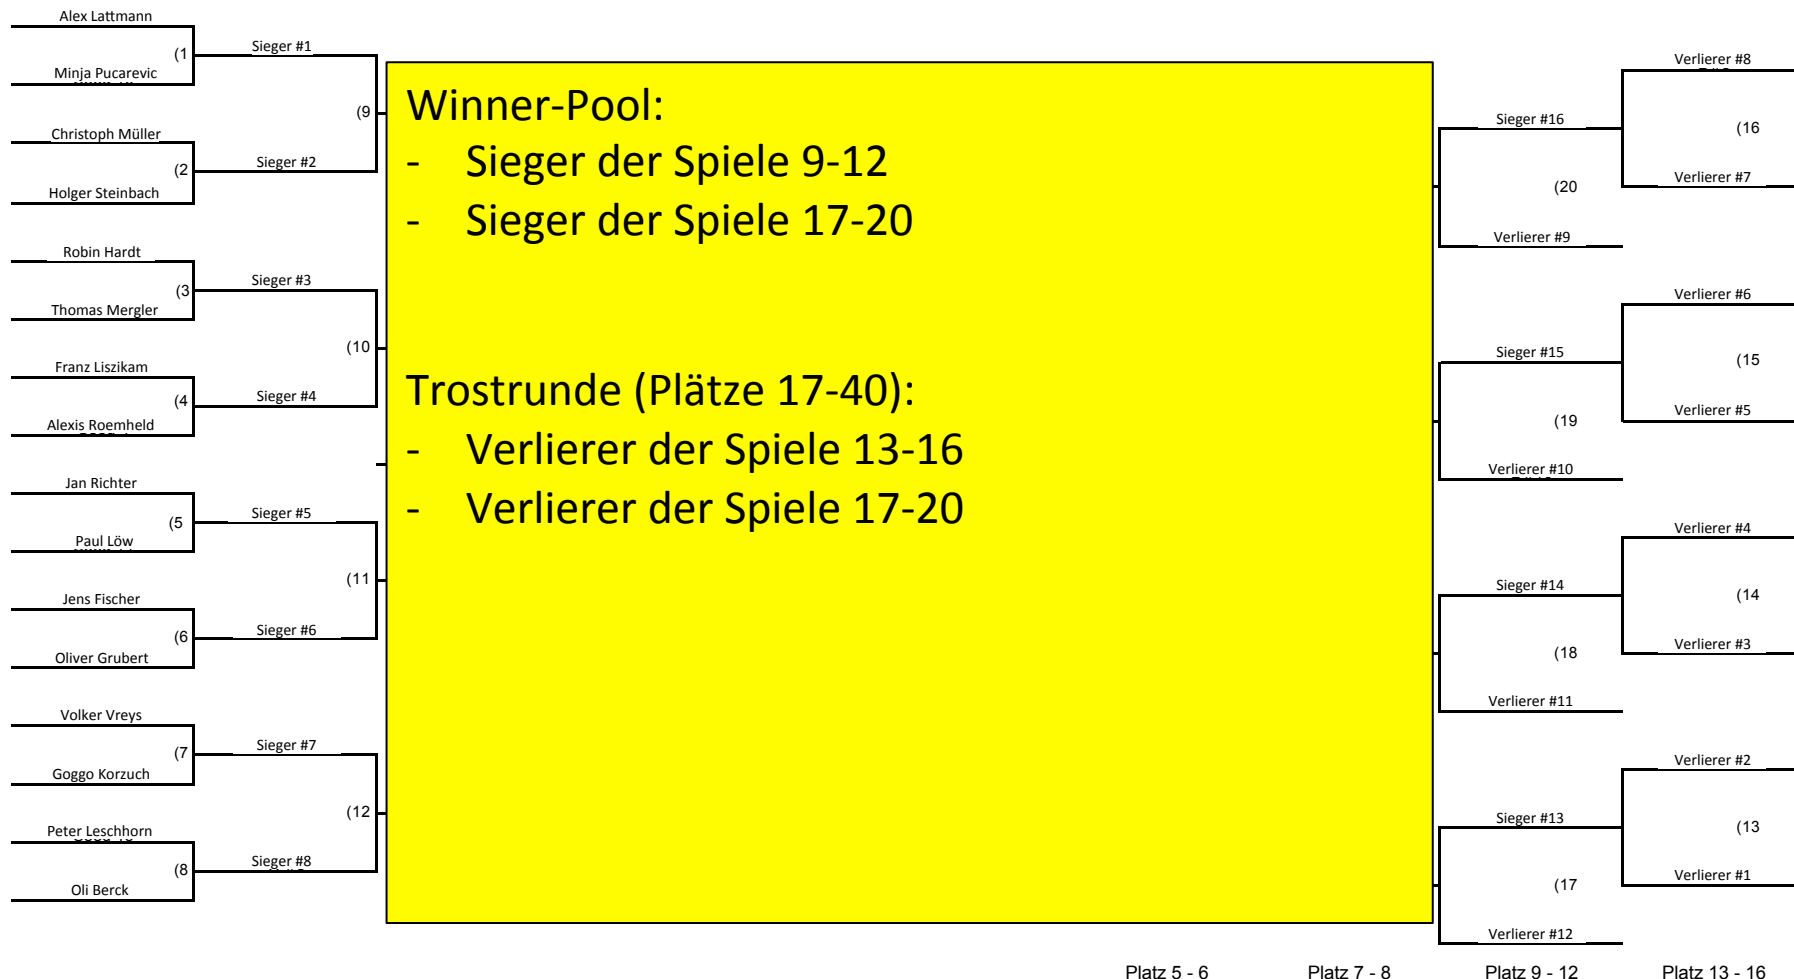 Alex Lattmann
(1
Minja Pucarevic
Christoph Müller
(2
Holger Steinbach
Robin Hardt
(3
Thomas Mergler
Franz Liszikam
(4
Alexis Roemheld
Jan Richter
(5
Paul Löw
Jens Fischer
(6
Oliver Grubert
Volker Vreys
(7
Goggo Korzuch
Peter Leschhorn
(8
Oli Berck
Sieger #1
(9
Sieger #2
Sieger #3
(10
Sieger #4
Sieger #5
(11
Sieger #6
Sieger #7
(12
Sieger #8
Winner-Pool:
- Sieger der Spiele 9-12
- Sieger der Spiele 17-20
Trostrunde (Plätze 17-40):
- Verlierer der Spiele 13-16
- Verlierer der Spiele 17-20
Sieger #16
(20
Verlierer #9
Sieger #15
(19
Verlierer #10
Sieger #14
(18
Verlierer #11
Sieger #13
(17
Verlierer #12
Verlierer #8
(16
Verlierer #7
Verlierer #6
(15
Verlierer #5
Verlierer #4
(14
Verlierer #3
Verlierer #2
(13
Verlierer #1
Platz 5 - 6 Platz 7 - 8 Platz 9 - 12 Platz 13 - 16